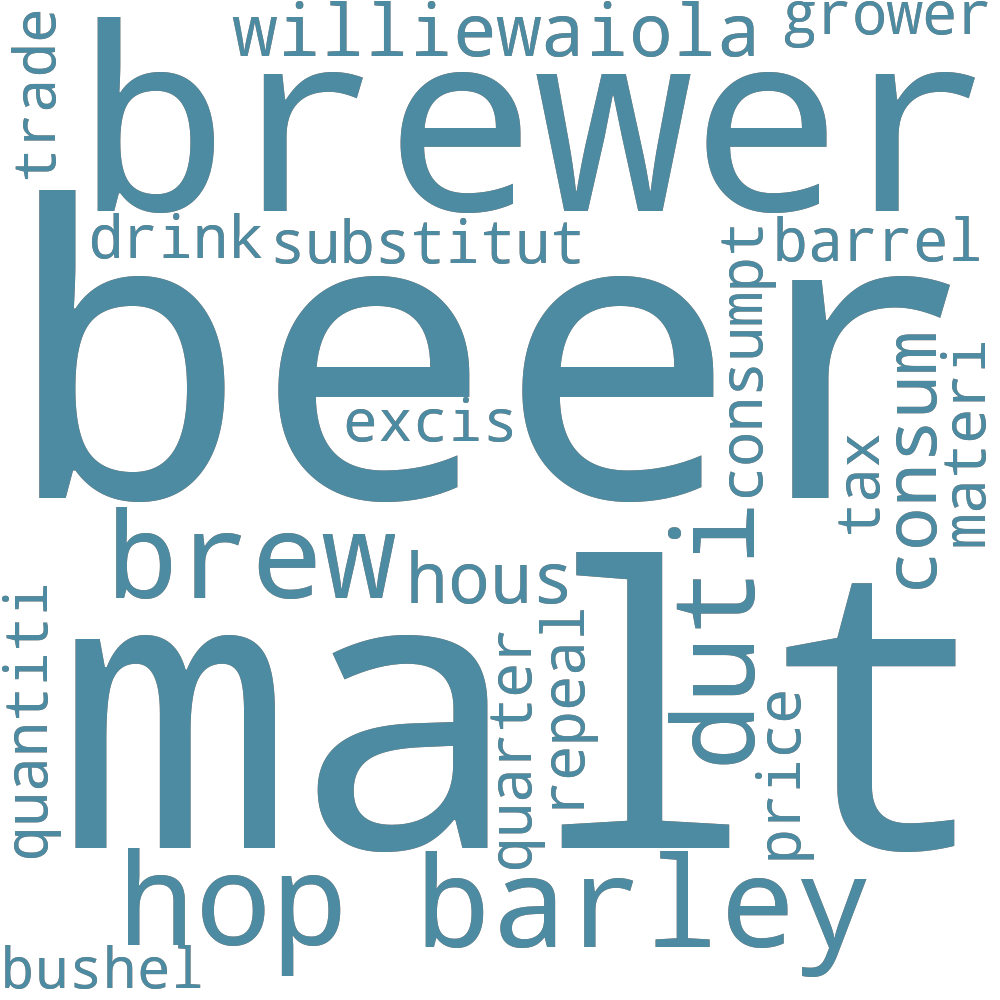 williewaiola
grower
trade
brewer
drink
substitut
barrel
beer
consumpt
consum
materi
excis
tax
brew
hous
duti
quantiti
malt
quarter
repeal
price
hop
barley
bushel